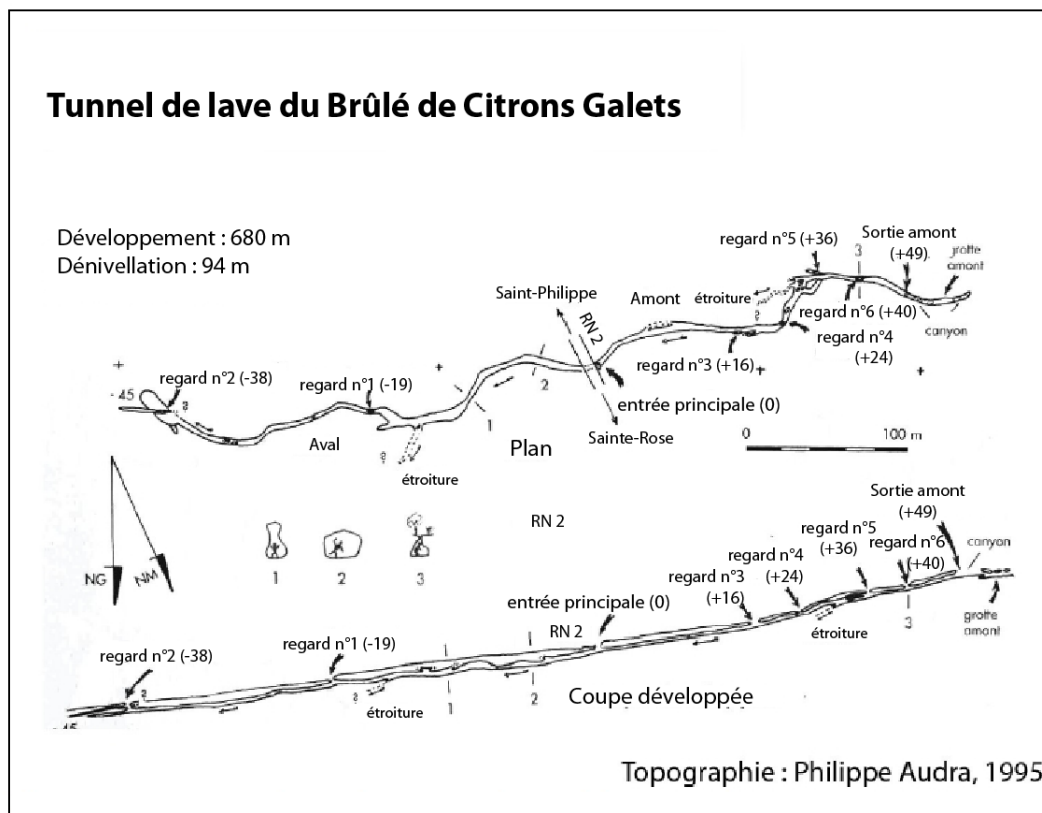 Tunnel de lave du Brûlé de Citrons Galets
Développement : 680 m
Dénivellation : 94 m
regard n°5 (+36)
3
Sortie amont
(+49)
grotte
amont
Saint-Philippe
RN 2
Amont
étroiture
?
regard n°6 (+40)
canyon
regard n°4
(+24)
regard n°3 (+16)
- 45
regard n°2 (-38)
?
regard n°1 (-19)
2
1
entrée principale (0)
Sainte-Rose
Aval
?
étroiture
Plan
0
100 m
NG
NM
1
2
3
RN 2
Sortie amont
(+49)
regard n°5
(+36)
regard n°6
(+40)
canyon
regard n°4
(+24)
regard n°3
(+16)
étroiture
3
grotte
amont
entrée principale (0)
RN 2
regard n°1 (-19)
regard n°2 (-38)
?
?
étroiture
1
2
Coupe développée
- 45
Topographie : Philippe Audra, 1995